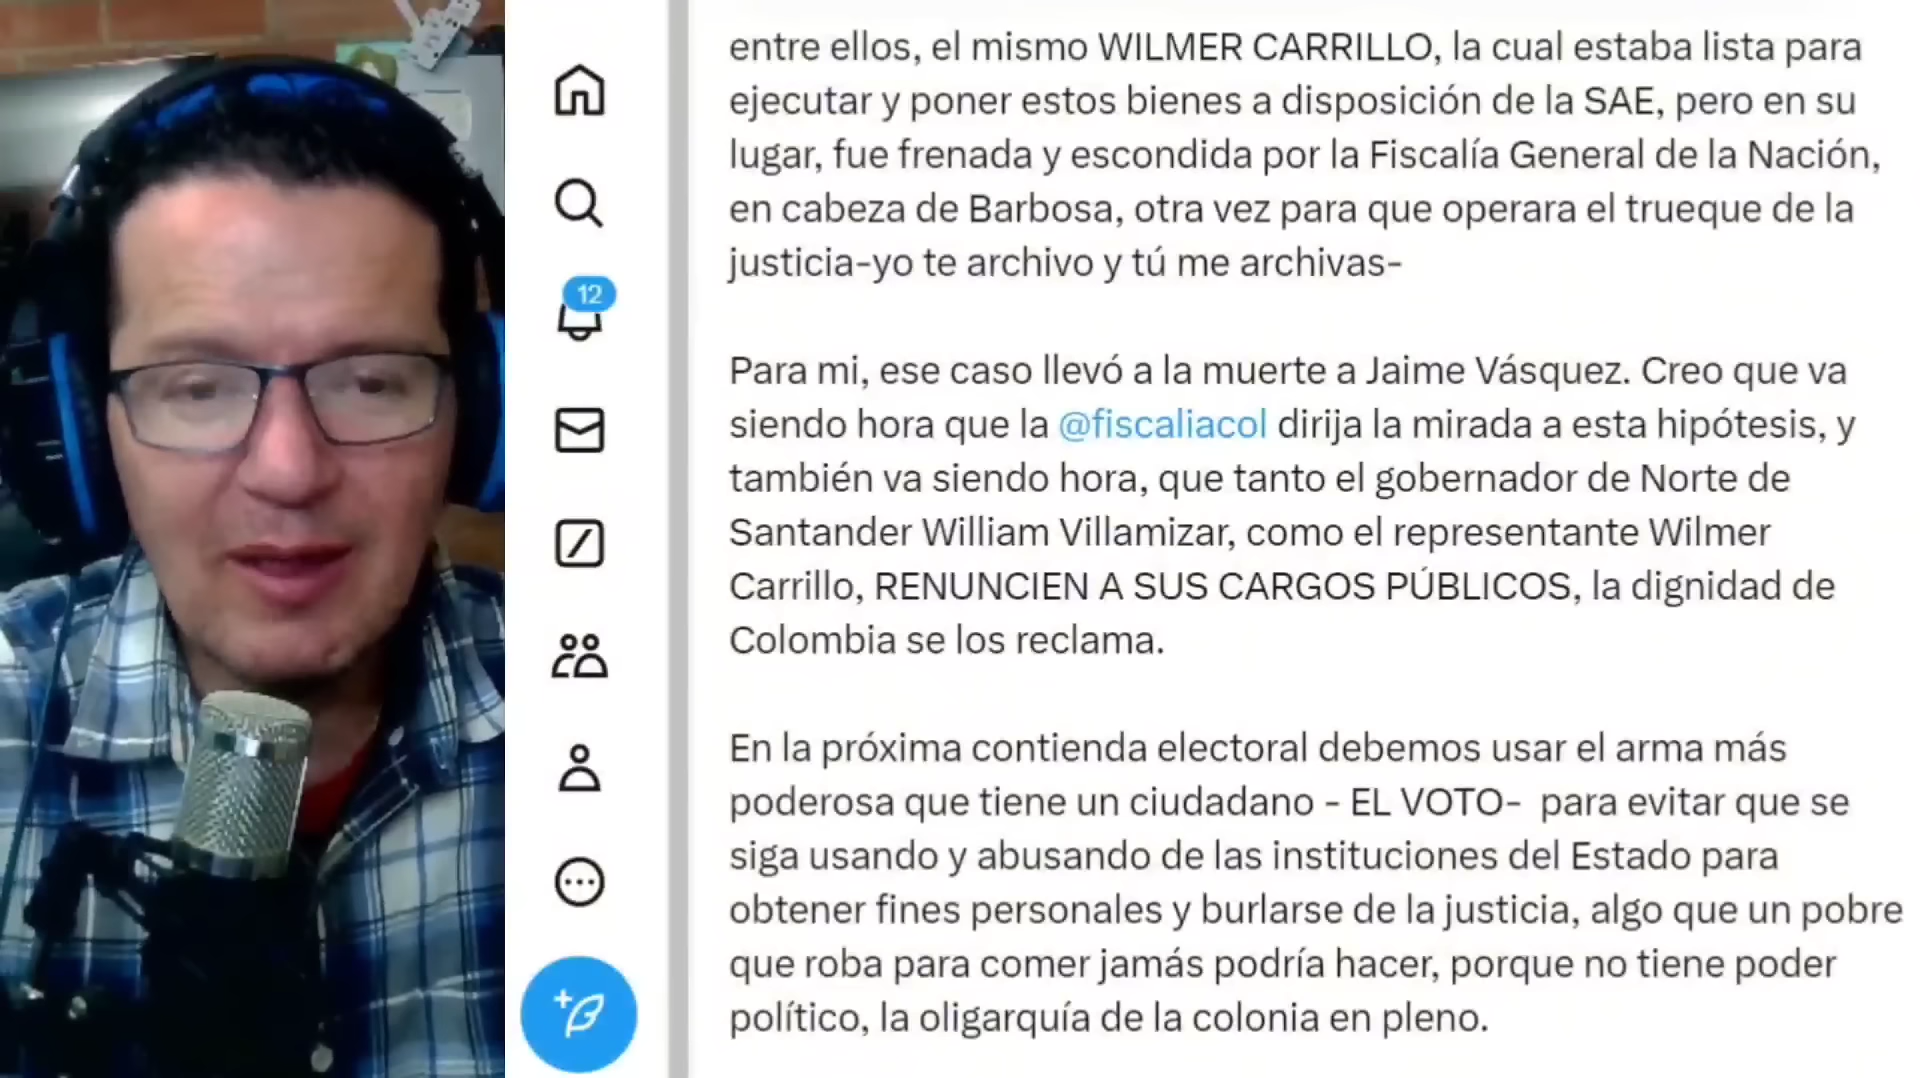 12
entre ellos, el mismo WILMER CARRILLO, la cual estaba lista para
ejecutar y poner estos bienes a disposición de la SAE, pero en su
lugar, fue frenada y escondida por la Fiscalía General de la Nación,
en cabeza de Barbosa, otra vez para que operara el trueque de la
justicia-yo te archivo y tú me archivas-
Para mi, ese caso llevó a la muerte a Jaime Vásquez. Creo que va
siendo hora que la @fiscaliacol dirija la mirada a esta hipótesis, y
también va siendo hora, que tanto el gobernador de Norte de
Santander William Villamizar, como el representante Wilmer
Carrillo, RENUNCIEN A SUS CARGOS PÚBLICOS, la dignidad de
Colombia se los reclama.
En la próxima contienda electoral debemos usar el arma más
poderosa que tiene un ciudadano - EL VOTO-  para evitar que se
siga usando y abusando de las instituciones del Estado para
obtener fines personales y burlarse de la justicia, algo que un pobre
que roba para comer jamás podría hacer, porque no tiene poder
político, la oligarquía de la colonia en pleno.